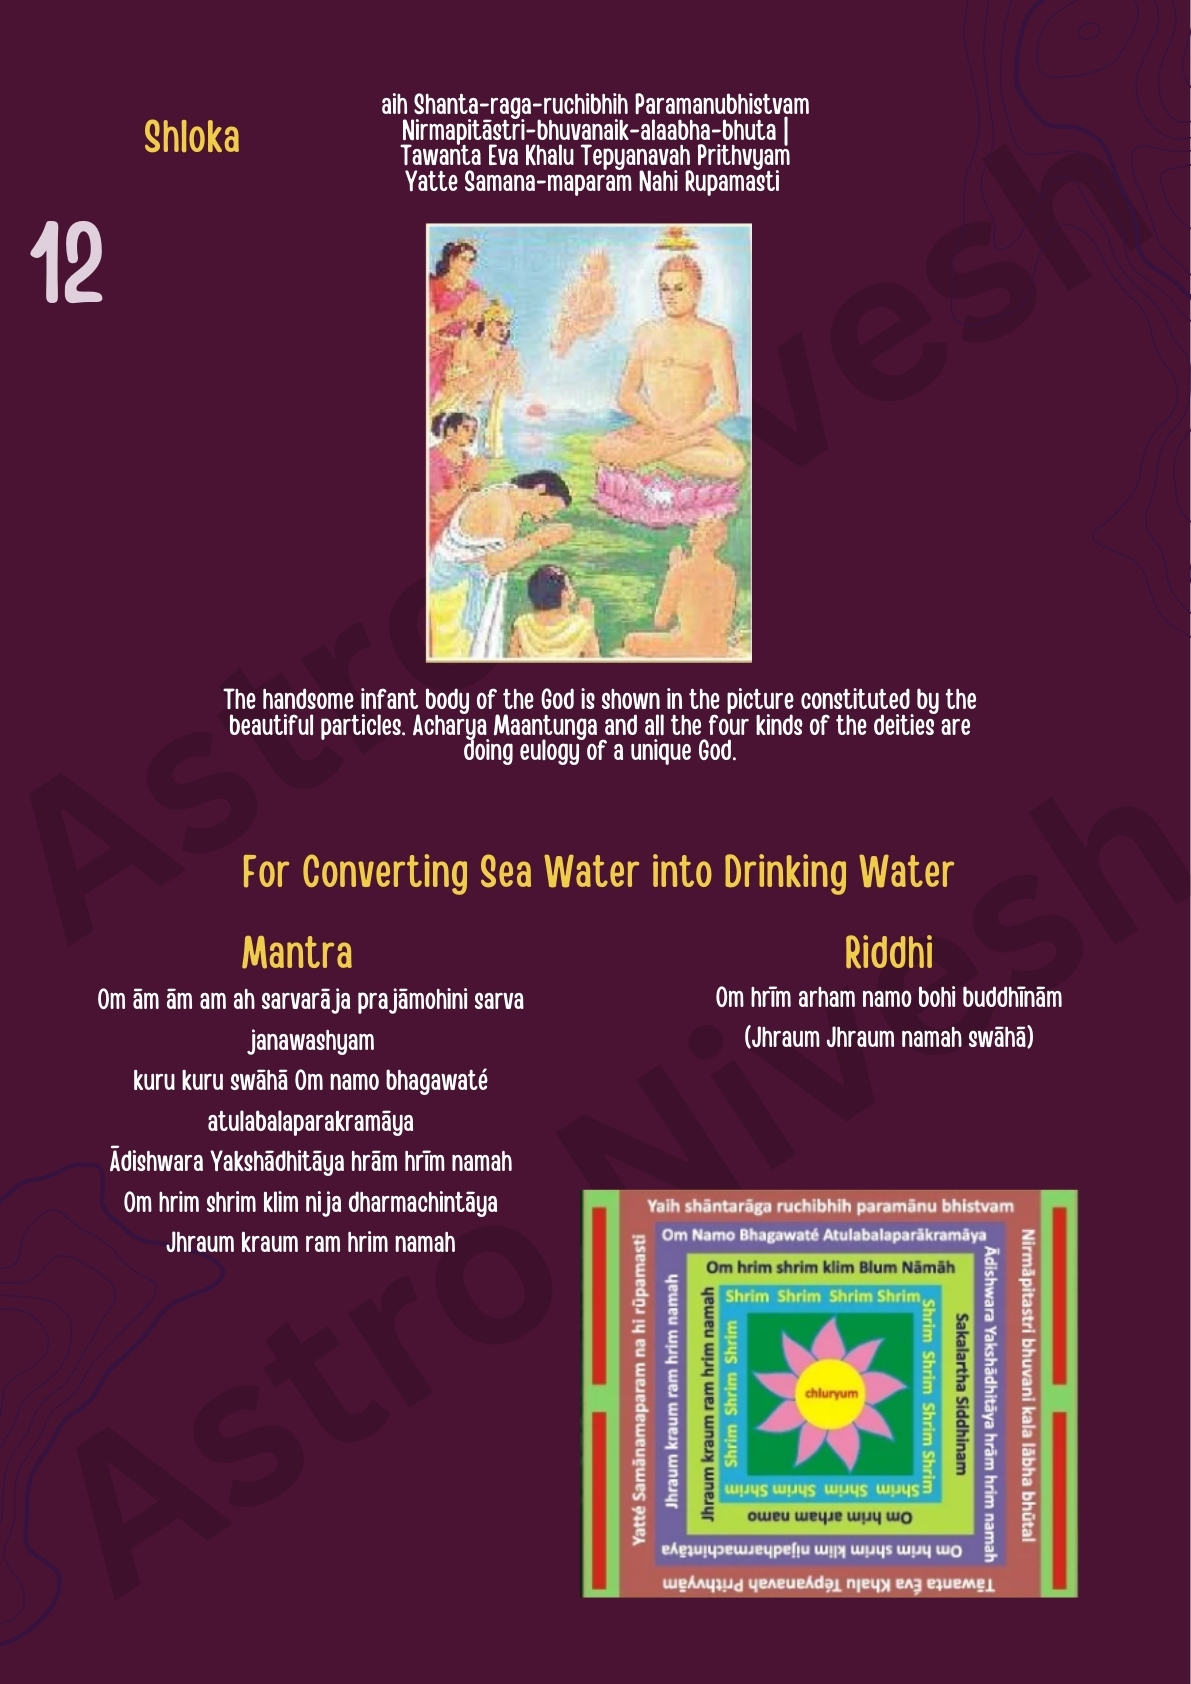 Shloka
aih Shanta-raga-ruchibhih Paramanubhistvam
Nirmapitāstri-bhuvanaik-alaabha-bhuta |
Tawanta Eva Khalu Tepyanavah Prithvyam
Yatte Samana-maparam Nahi Rupamasti
12
The handsome infant body of the God is shown in the picture constituted by the
beautiful particles. Acharya Maantunga and all the four kinds of the deities are
doing eulogy of a unique God.
For Converting Sea Water into Drinking Water
Mantra
Om ām ām am ah sarvarāja prajāmohini sarva
janawashyam
kuru kuru swāhā Om namo bhagawaté
atulabalaparakramāya
Ādishwara Yakshādhitāya hrām hrīm namah
Om hrim shrim klim nija dharmachintāya
Jhraum kraum ram hrim namah
Riddhi
Om hrīm arham namo bohi buddhīnām
(Jhraum Jhraum namah swāhā)
Yaih shāntarāga ruchibhih paramānu bhistvam
Nirmāpitastri bhuvani kala lābha bhūtal
Tāwanta Éva Khalu Tépyanavah Prithvyām
Yatté Samānamaparam na hi rūpamasti
Om Namo Bhagawaté Atulabalaparākramāya
Ādishwara Yakshādhitāya hrām hrim namah
Om hrim shrim klim nijadharmachintāya
Jhraum kraum ram hrim namah
Om hrim shrim klim Blum Nāmāh
Sakalartha Siddhinam
Om hrim arham namo
Jhraum kraum ram hrim namah
Shrim Shrim Shrim Shrim
Shrim Shrim Shrim Shrim
Shrim Shrim Shrim Shrim
Shrim Shrim Shrim
chluryum
Astro Nivesh
Astro Nivesh